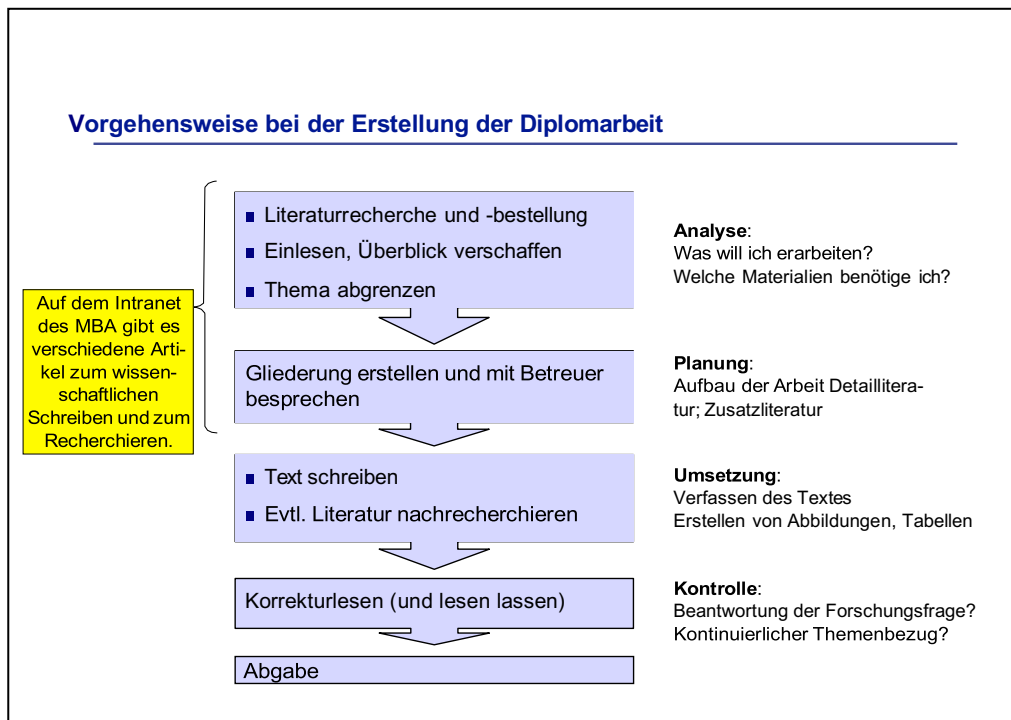 Vorgehensweise bei der Erstellung der Diplomarbeit
Literaturrecherche und -bestellung
Einlesen, Überblick verschaffen
Thema abgrenzen
Analyse:
Was will ich erarbeiten?
Welche Materialien benötige ich?
Auf dem Intranet
des MBA gibt es
verschiedene Arti-
kel zum wissen-
schaftlichen
Schreiben und zum
Recherchieren.
Gliederung erstellen und mit Betreuer
besprechen
Planung:
Aufbau der Arbeit Detaillitera-
tur; Zusatzliteratur
Text schreiben
Evtl. Literatur nachrecherchieren
Umsetzung:
Verfassen des Textes
Erstellen von Abbildungen, Tabellen
Korrekturlesen (und lesen lassen)
Kontrolle:
Beantwortung der Forschungsfrage?
Kontinuierlicher Themenbezug?
Abgabe